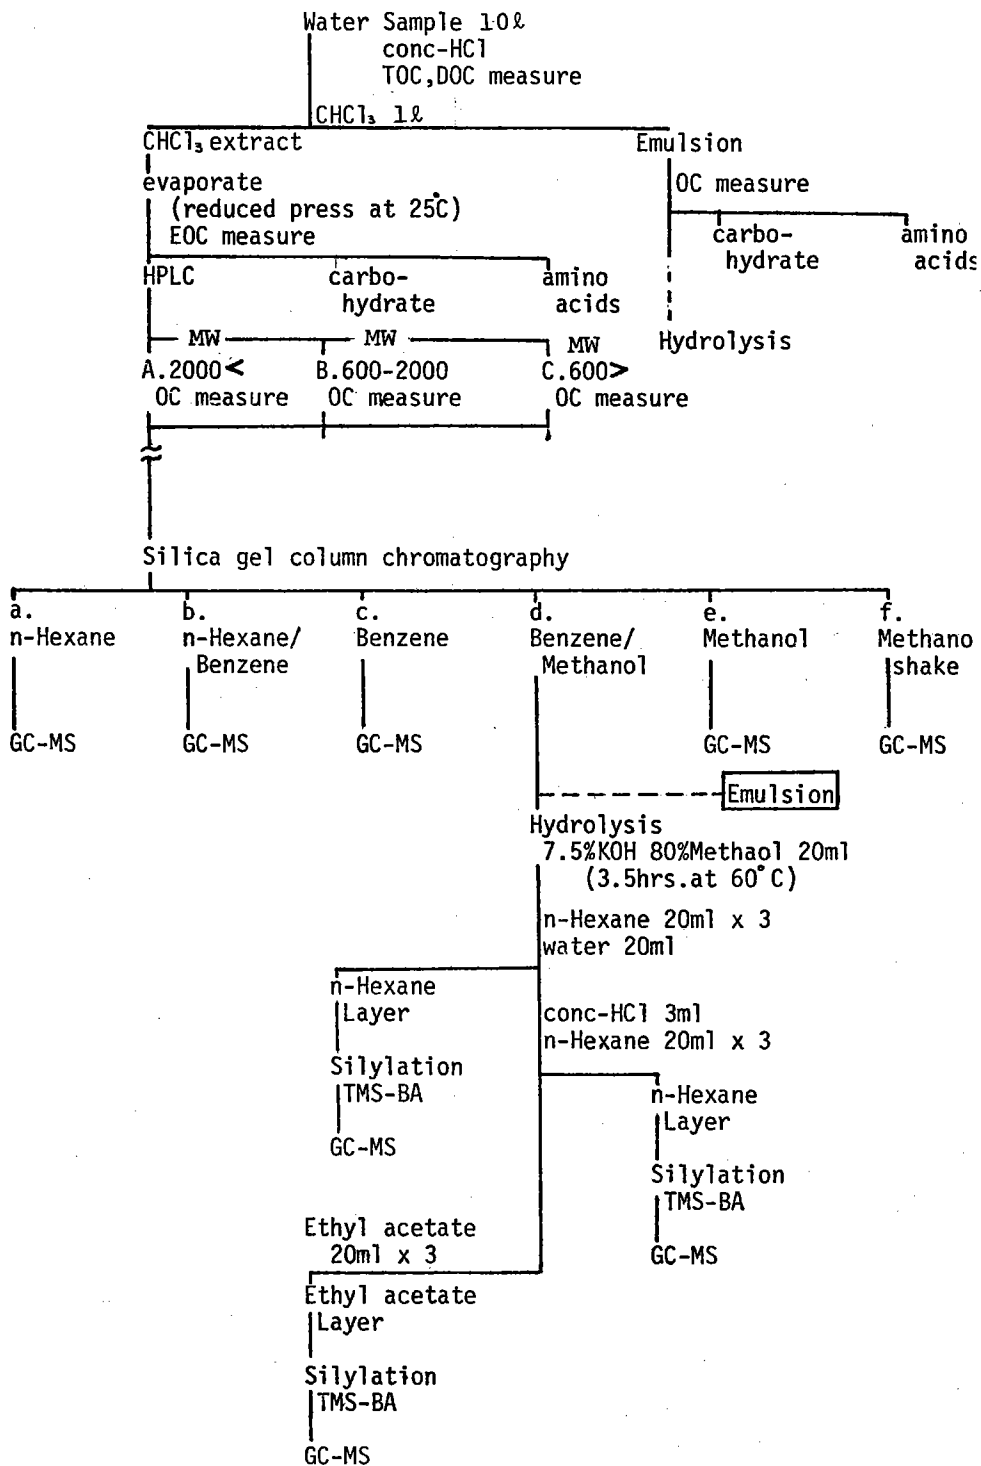 Water Sample 10ℓ
conc-HCl
TOC,DOC measure
CHCl₃ 1ℓ
CHCl₃ extract
Emulsion
evaporate
(reduced press at 25°C)
EOC measure
OC measure
carbo-
hydrate
amino
acids
HPLC
carbo-
hydrate
amino
acids
Hydrolysis
MW
MW
MW
A.2000<
OC measure
B.600-2000
OC measure
C.600>
OC measure
Silica gel column chromatography
a.
n-Hexane
b.
n-Hexane/
Benzene
c.
Benzene
d.
Benzene/
Methanol
e.
Methanol
f.
Methano
shake
GC-MS
GC-MS
GC-MS
GC-MS
GC-MS
Emulsion
Hydrolysis
7.5%KOH 80%Methaol 20ml
(3.5hrs.at 60°C)
n-Hexane 20ml x 3
water 20ml
n-Hexane
Layer
conc-HCl 3ml
n-Hexane 20ml x 3
Silylation
TMS-BA
GC-MS
n-Hexane
Layer
Silylation
TMS-BA
GC-MS
Ethyl acetate
20ml x 3
Ethyl acetate
Layer
Silylation
TMS-BA
GC-MS